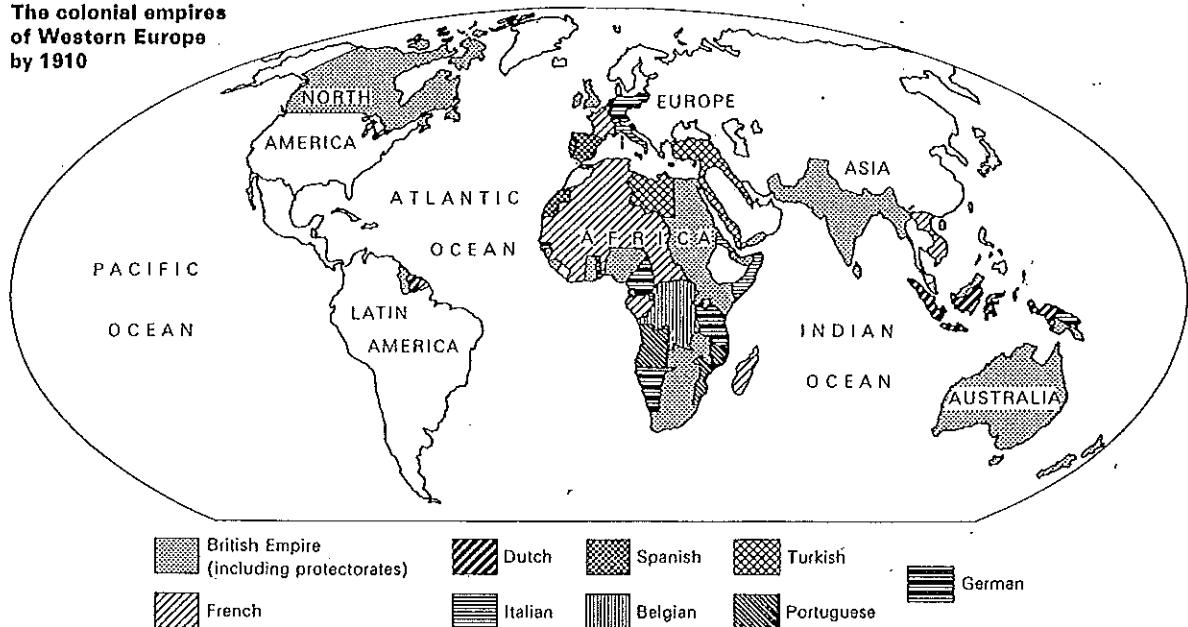 The colonial empires
of Western Europe
by 1910
NORTH
AMERICA
EUROPE
ASIA
ATLANTIC
OCEAN
AFRICA
PACIFIC
OCEAN
LATIN
AMERICA
INDIAN
OCEAN
AUSTRALIA
British Empire
(including protectorates)
Dutch
Spanish
Turkish
German
French
Italian
Belgian
Portuguese